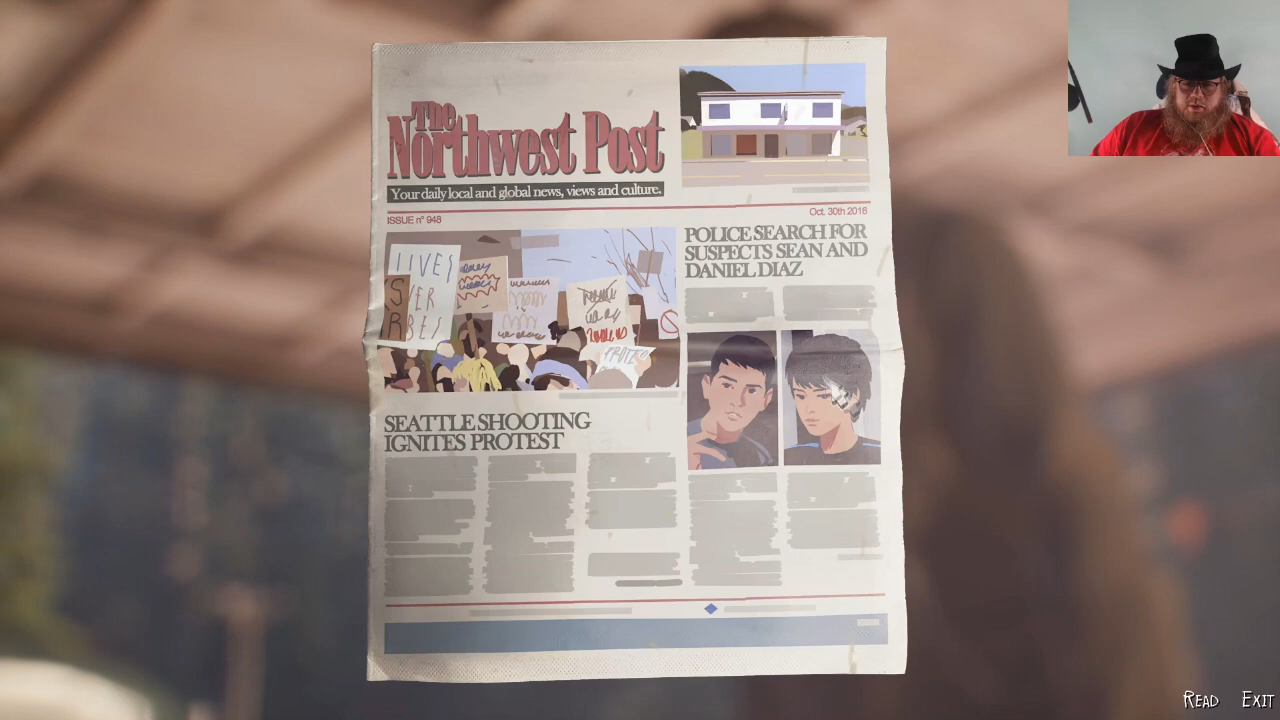 The
Northwest Post
Your daily local and global news, views and culture.
ISSUE n° 948
Oct. 30th 2016
LIVES
POLICE SEARCH FOR
SUSPECTS SEAN AND
DANIEL DIAZ
SEATTLE SHOOTING
IGNITES PROTEST
READ EXIT